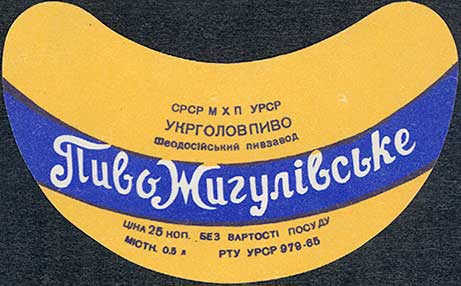 СРСР М Х П УРСР
УКРГОЛОВПИВО
Феодосійський пивзавод
Пиво Жигулівське
ЦІНА 25 КОП. БЕЗ ВАРТОСТІ ПОСУДУ
МІСТК. 0,5 л РТУ УРСР 979-65